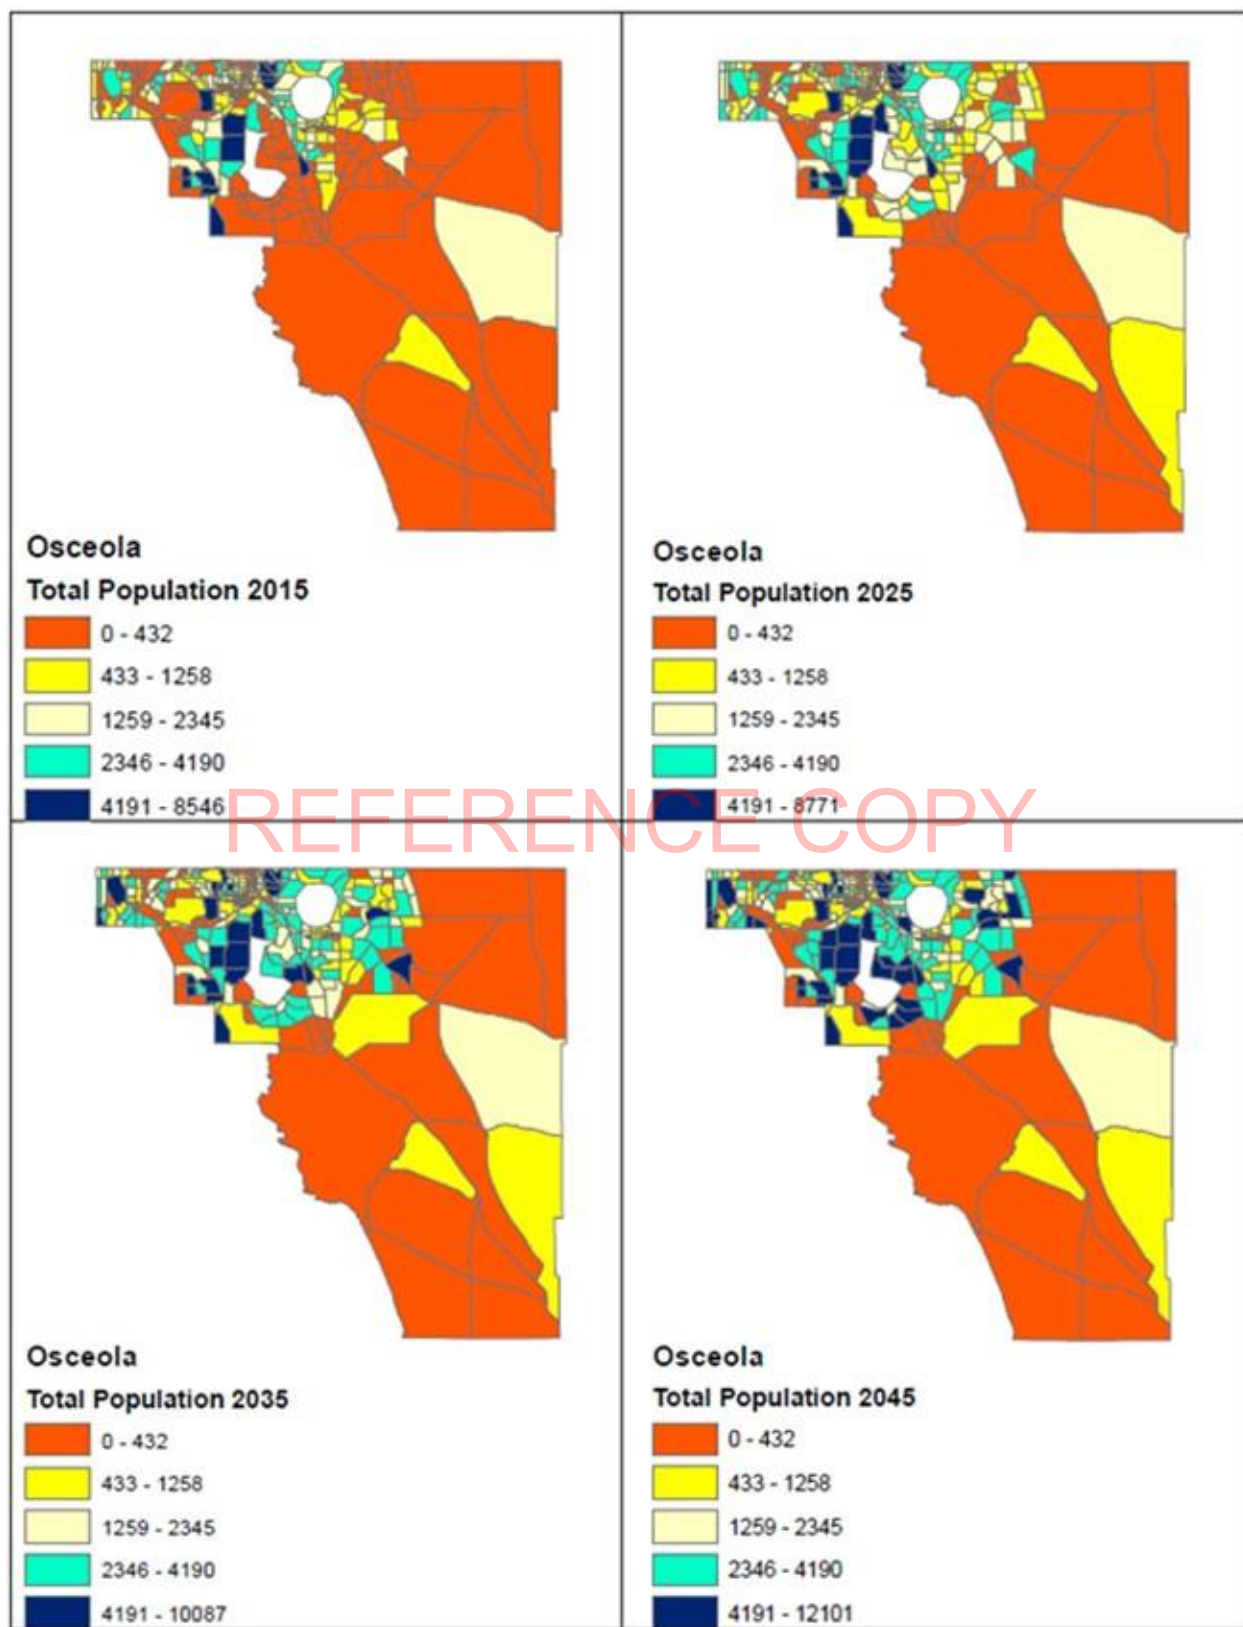 Osceola
Total Population 2015
0 - 432
433 - 1258
1259 - 2345
2346 - 4190
4191 - 8546
Osceola
Total Population 2025
0 - 432
433 - 1258
1259 - 2345
2346 - 4190
4191 - 8771
REFERENCE COPY
Osceola
Total Population 2035
0 - 432
433 - 1258
1259 - 2345
2346 - 4190
4191 - 10087
Osceola
Total Population 2045
0 - 432
433 - 1258
1259 - 2345
2346 - 4190
4191 - 12101